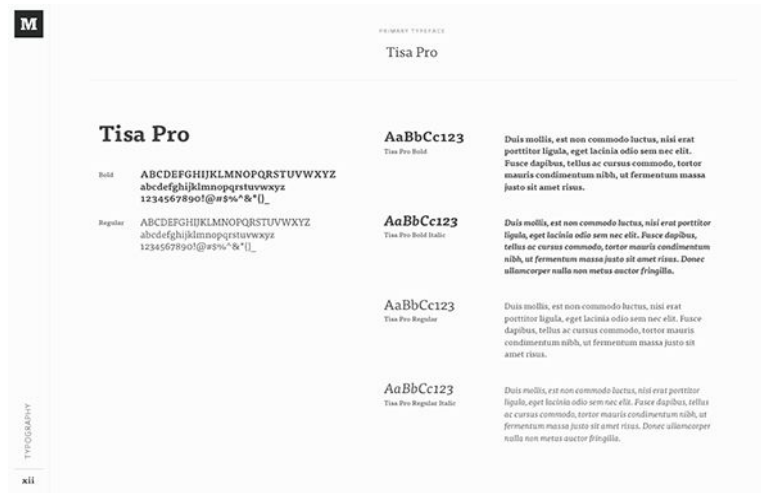 M
PRIMARY TYPEFACE
Tisa Pro
Tisa Pro
Bold
ABCDEFGHIJKLMNOPQRSTUVWXYZ
abcdefghijklmnopqrstuvwxyz
1234567890!@#$%^&*()_
Regular
ABCDEFGHIJKLMNOPQRSTUVWXYZ
abcdefghijklmnopqrstuvwxyz
1234567890!@#$%^&*()_
AaBbCc123
Tisa Pro Bold
Duis mollis, est non commodo luctus, nisi erat
porttitor ligula, eget lacinia odio sem nec elit.
Fusce dapibus, tellus ac cursus commodo, tortor
mauris condimentum nibh, ut fermentum massa
justo sit amet risus.
AaBbCc123
Tisa Pro Bold Italic
Duis mollis, est non commodo luctus, nisi erat porttitor
ligula, eget lacinia odio sem nec elit. Fusce dapibus,
tellus ac cursus commodo, tortor mauris condimentum
nibh, ut fermentum massa justo sit amet risus. Donec
ullamcorper nulla non metus auctor fringilla.
AaBbCc123
Tisa Pro Regular
Duis mollis, est non commodo luctus, nisi erat
porttitor ligula, eget lacinia odio sem nec elit. Fusce
dapibus, tellus ac cursus commodo, tortor mauris
condimentum nibh, ut fermentum massa justo sit
amet risus.
AaBbCc123
Tisa Pro Regular Italic
Duis mollis, est non commodo luctus, nisi erat porttitor
ligula, eget lacinia odio sem nec elit. Fusce dapibus, tellus
ac cursus commodo, tortor mauris condimentum nibh, ut
fermentum massa justo sit amet risus. Donec ullamcorper
nulla non metus auctor fringilla.
TYPOGRAPHY
xii